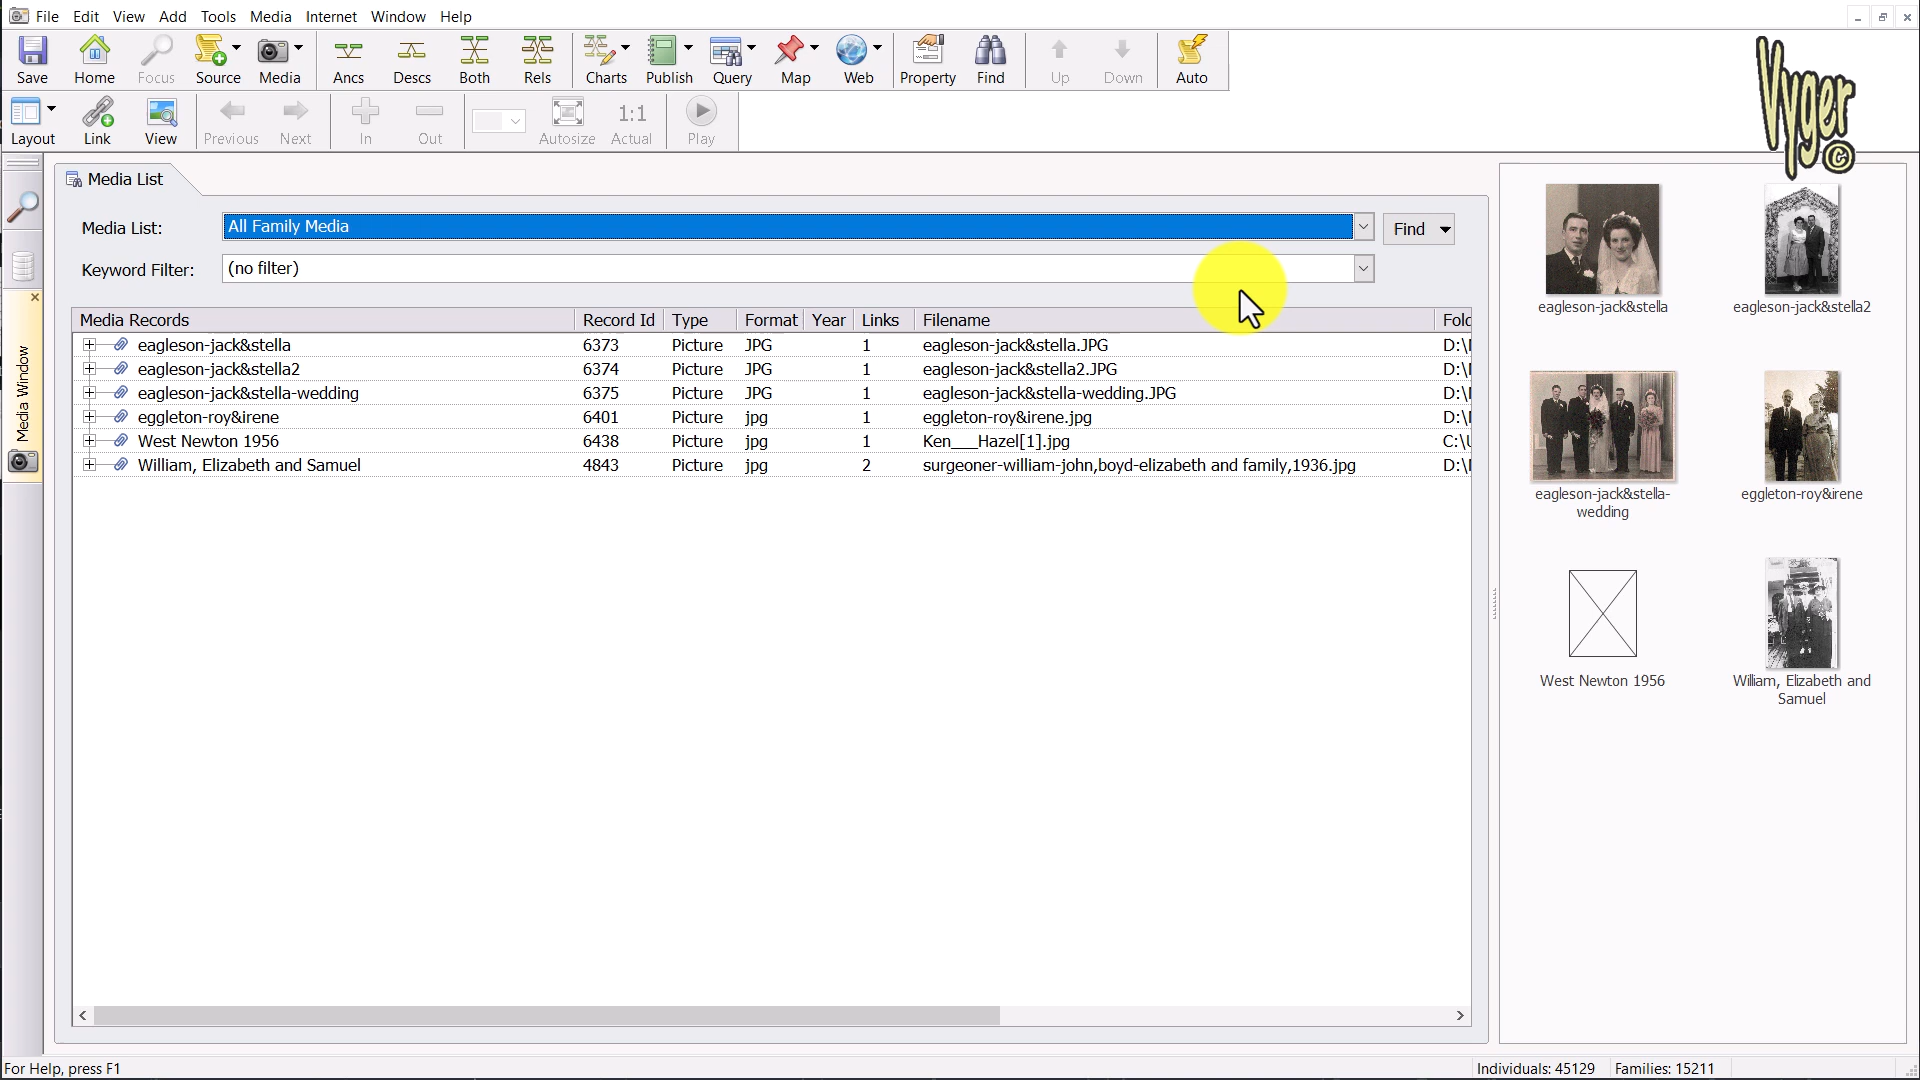 File Edit View Add Tools Media Internet Window Help
Save Home Focus Source Media Ancs Descs Both Rels Charts Publish Query Map Web Property Find Up Down Auto
Layout Link View Previous Next In Out Autosize 1:1 Actual Play
Vyger ©
Media List
Media List: All Family Media Find
Keyword Filter: (no filter)
Media Window
Media Records Record Id Type Format Year Links Filename Fold
eagleson-jack&stella 6373 Picture JPG 1 eagleson-jack&stella.JPG D:\
eagleson-jack&stella2 6374 Picture JPG 1 eagleson-jack&stella2.JPG D:\
eagleson-jack&stella-wedding 6375 Picture JPG 1 eagleson-jack&stella-wedding.JPG D:\
eggleton-roy&irene 6401 Picture jpg 1 eggleton-roy&irene.jpg D:\
West Newton 1956 6438 Picture jpg 1 Ken___Hazel[1].jpg C:\
William, Elizabeth and Samuel 4843 Picture jpg 2 surgeoner-william-john,boyd-elizabeth and family,1936.jpg D:\
eagleson-jack&stella eagleson-jack&stella2
eagleson-jack&stella- eggleton-roy&irene
wedding
West Newton 1956 William, Elizabeth and
Samuel
For Help, press F1 Individuals: 45129 Families: 15211